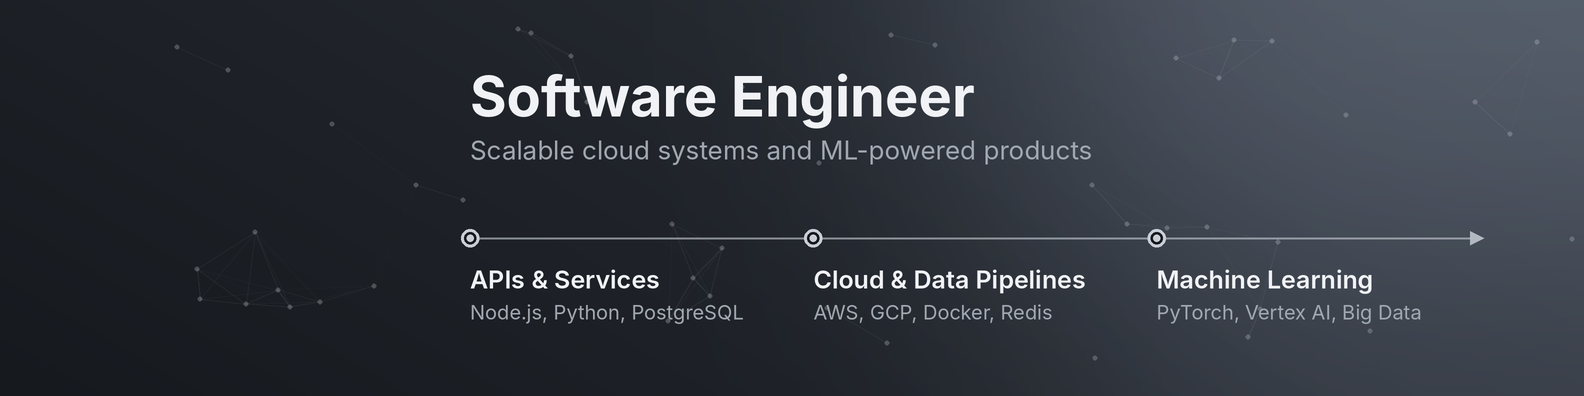 Software Engineer
Scalable cloud systems and ML-powered products
APIs & Services
Node.js, Python, PostgreSQL
Cloud & Data Pipelines
AWS, GCP, Docker, Redis
Machine Learning
PyTorch, Vertex AI, Big Data